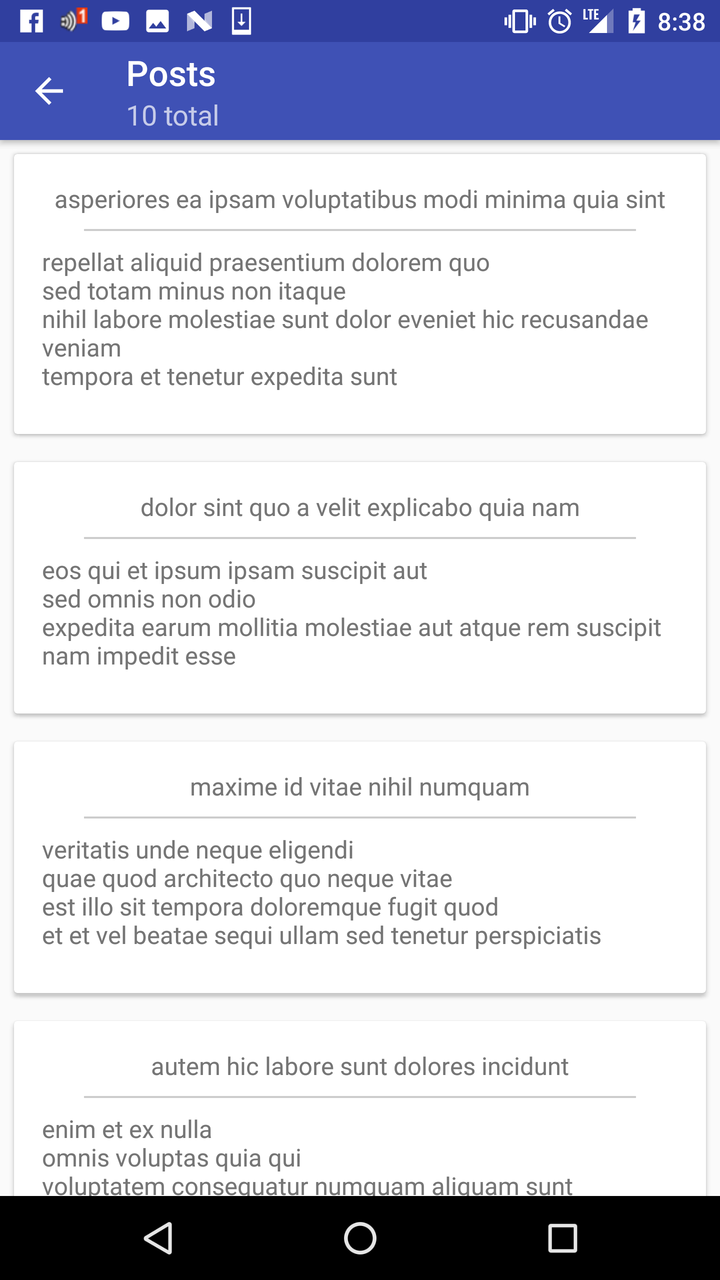 1
LTE
8:38
Posts
10 total
asperiores ea ipsam voluptatibus modi minima quia sint
repellat aliquid praesentium dolorem quo
sed totam minus non itaque
nihil labore molestiae sunt dolor eveniet hic recusandae
veniam
tempora et tenetur expedita sunt
dolor sint quo a velit explicabo quia nam
eos qui et ipsum ipsam suscipit aut
sed omnis non odio
expedita earum mollitia molestiae aut atque rem suscipit
nam impedit esse
maxime id vitae nihil numquam
veritatis unde neque eligendi
quae quod architecto quo neque vitae
est illo sit tempora doloremque fugit quod
et et vel beatae sequi ullam sed tenetur perspiciatis
autem hic labore sunt dolores incidunt
enim et ex nulla
omnis voluptas quia qui
voluptatem consequatur numquam aliquam sunt